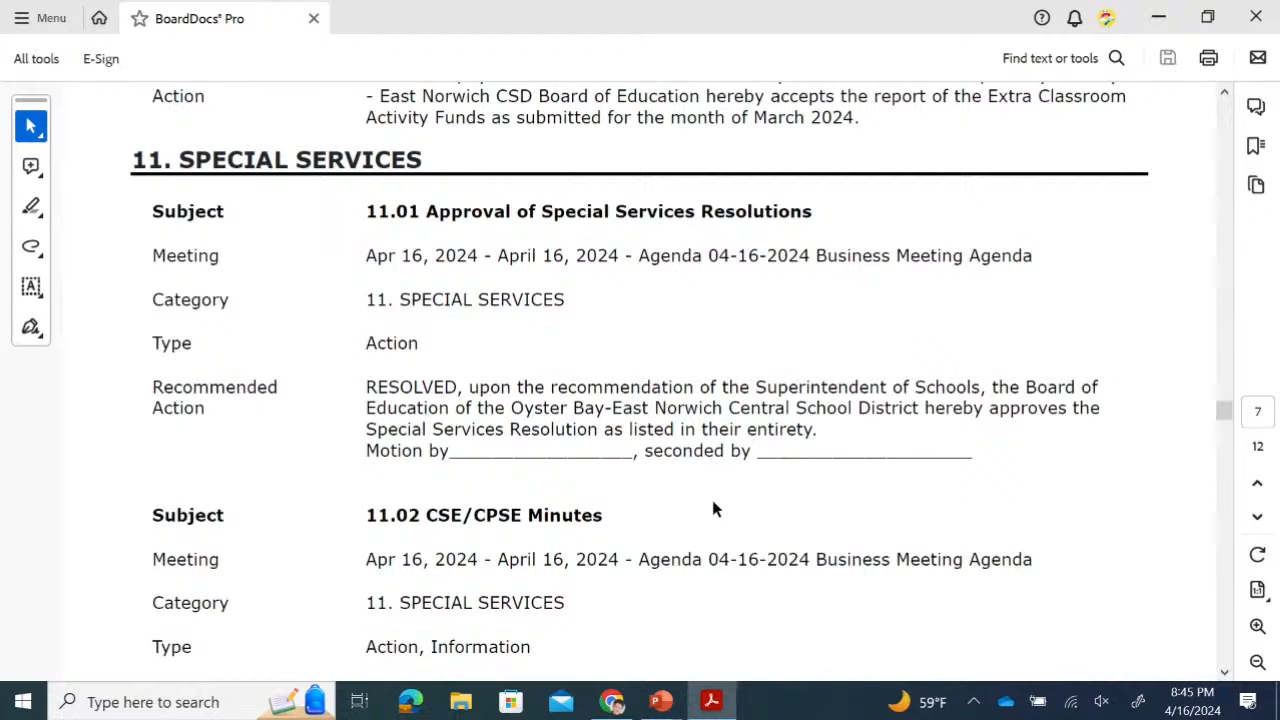 Menu
BoardDocs® Pro
All tools
E-Sign
Find text or tools
Action
- East Norwich CSD Board of Education hereby accepts the report of the Extra Classroom
Activity Funds as submitted for the month of March 2024.
11. SPECIAL SERVICES
Subject
11.01 Approval of Special Services Resolutions
Meeting
Apr 16, 2024 - April 16, 2024 - Agenda 04-16-2024 Business Meeting Agenda
Category
11. SPECIAL SERVICES
Type
Action
Recommended
Action
RESOLVED, upon the recommendation of the Superintendent of Schools, the Board of
Education of the Oyster Bay-East Norwich Central School District hereby approves the
Special Services Resolution as listed in their entirety.
Motion by___________________, seconded by _______________________
Subject
11.02 CSE/CPSE Minutes
Meeting
Apr 16, 2024 - April 16, 2024 - Agenda 04-16-2024 Business Meeting Agenda
Category
11. SPECIAL SERVICES
Type
Action, Information
7
12
Type here to search
59°F
8:45 PM
4/16/2024